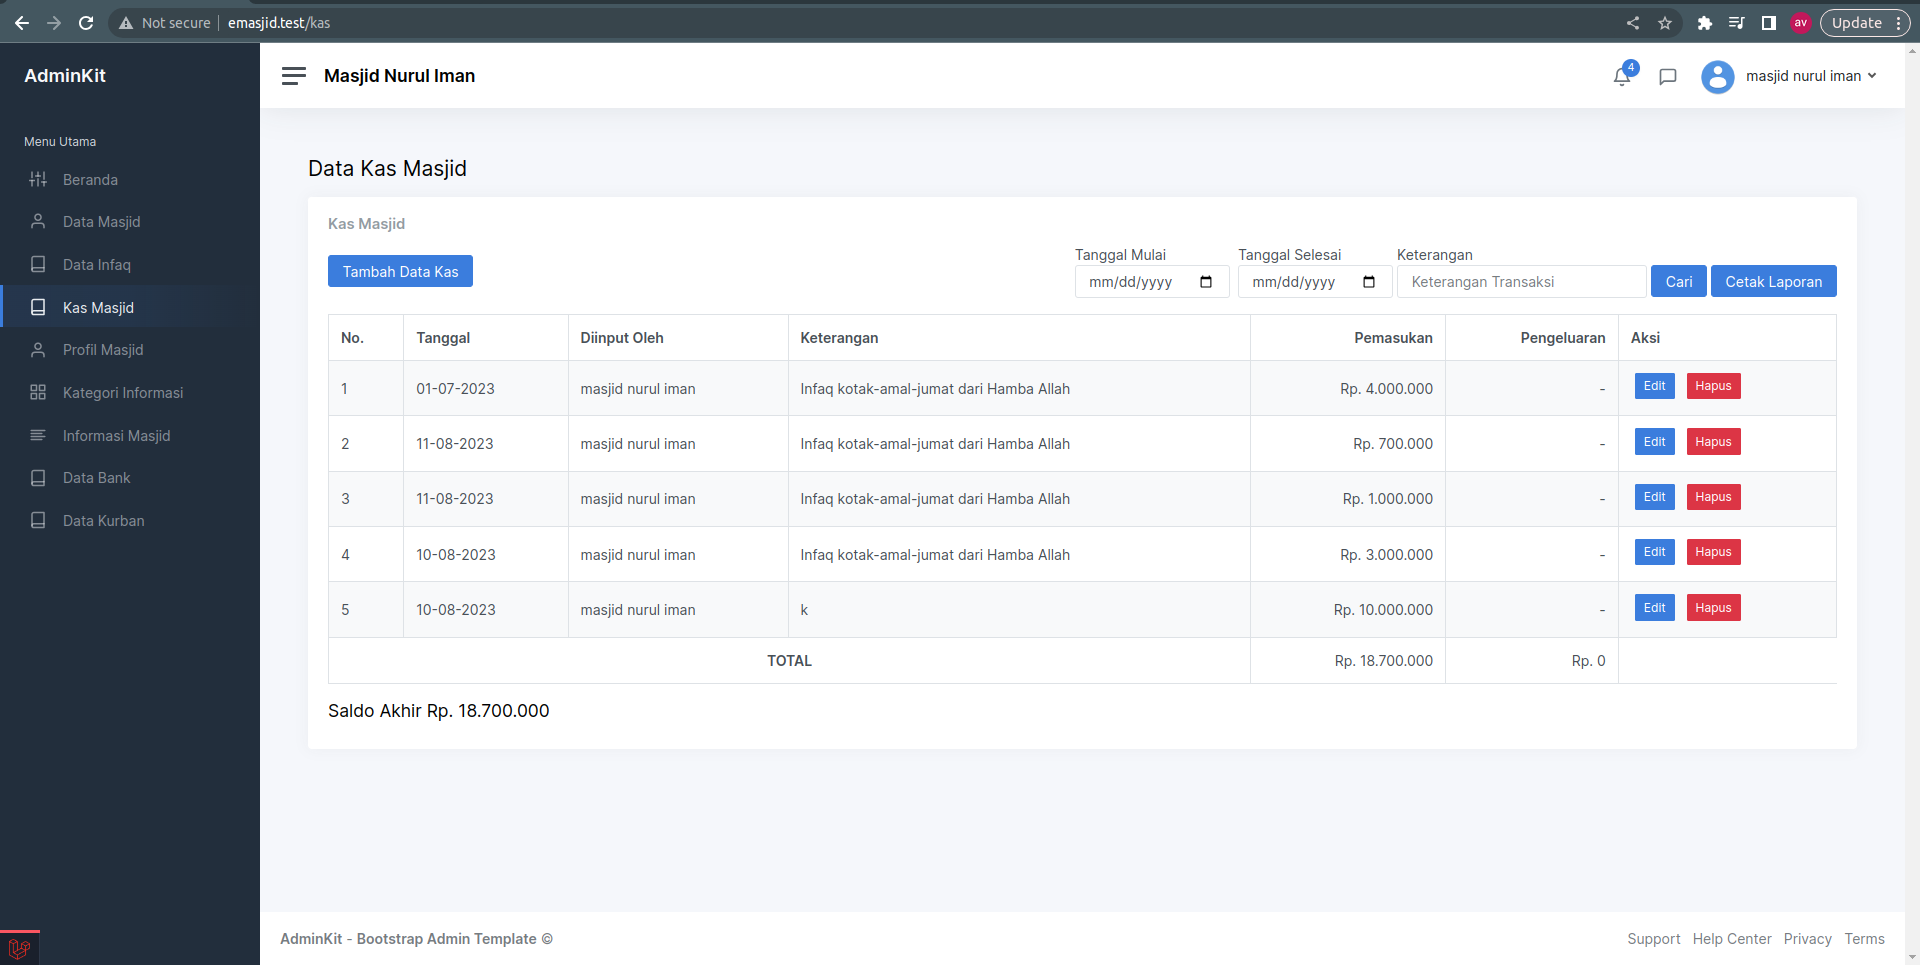 Not secure
emasjid.test/kas
av
Update
AdminKit
Masjid Nurul Iman
4
masjid nurul iman
Menu Utama
Beranda
Data Masjid
Data Infaq
Kas Masjid
Profil Masjid
Kategori Informasi
Informasi Masjid
Data Bank
Data Kurban
Data Kas Masjid
Kas Masjid
Tambah Data Kas
Tanggal Mulai Tanggal Selesai Keterangan
mm/dd/yyyy mm/dd/yyyy Keterangan Transaksi Cari Cetak Laporan
No. Tanggal Diinput Oleh Keterangan Pemasukan Pengeluaran Aksi
1 01-07-2023 masjid nurul iman Infaq kotak-amal-jumat dari Hamba Allah Rp. 4.000.000 - Edit Hapus
2 11-08-2023 masjid nurul iman Infaq kotak-amal-jumat dari Hamba Allah Rp. 700.000 - Edit Hapus
3 11-08-2023 masjid nurul iman Infaq kotak-amal-jumat dari Hamba Allah Rp. 1.000.000 - Edit Hapus
4 10-08-2023 masjid nurul iman Infaq kotak-amal-jumat dari Hamba Allah Rp. 3.000.000 - Edit Hapus
5 10-08-2023 masjid nurul iman k Rp. 10.000.000 - Edit Hapus
TOTAL Rp. 18.700.000 Rp. 0
Saldo Akhir Rp. 18.700.000
AdminKit - Bootstrap Admin Template ©
Support Help Center Privacy Terms